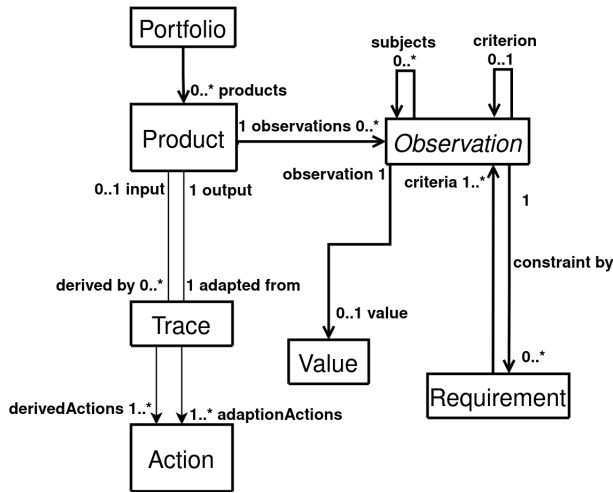 Portfolio
subjects
0..*
criterion
0..1
0..* products
Product
1 observations 0..*
Observation
0..1 input
1 output
observation 1
criteria 1..*
1
constraint by
derived by 0..*
1 adapted from
Trace
0..1 value
Value
0..*
Requirement
derivedActions 1..*
1..* adaptionActions
Action